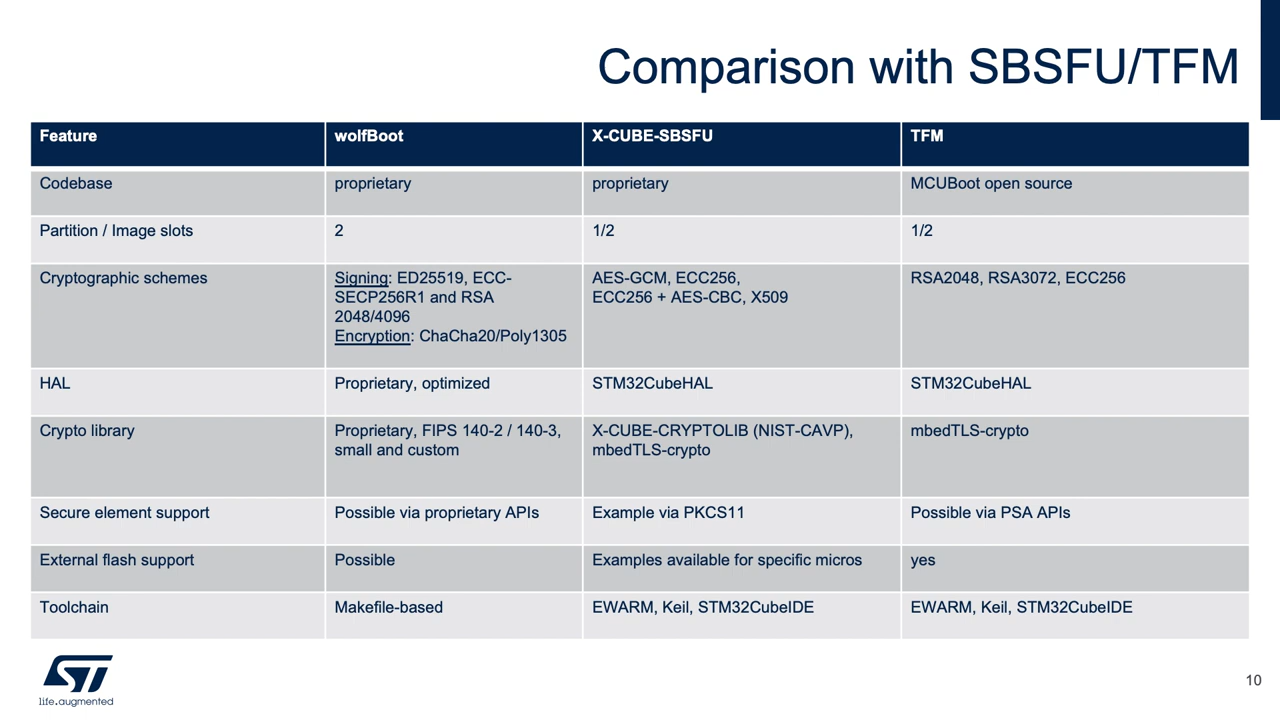 Comparison with SBSFU/TFM
Feature
wolfBoot
X-CUBE-SBSFU
TFM
Codebase
proprietary
proprietary
MCUBoot open source
Partition / Image slots
2
1/2
1/2
Cryptographic schemes
Signing: ED25519, ECC-
SECP256R1 and RSA
2048/4096
Encryption: ChaCha20/Poly1305
AES-GCM, ECC256,
ECC256 + AES-CBC, X509
RSA2048, RSA3072, ECC256
HAL
Proprietary, optimized
STM32CubeHAL
STM32CubeHAL
Crypto library
Proprietary, FIPS 140-2 / 140-3,
small and custom
X-CUBE-CRYPTOLIB (NIST-CAVP),
mbedTLS-crypto
mbedTLS-crypto
Secure element support
Possible via proprietary APIs
Example via PKCS11
Possible via PSA APIs
External flash support
Possible
Examples available for specific micros
yes
Toolchain
Makefile-based
EWARM, Keil, STM32CubeIDE
EWARM, Keil, STM32CubeIDE
ST
life.augmented
10